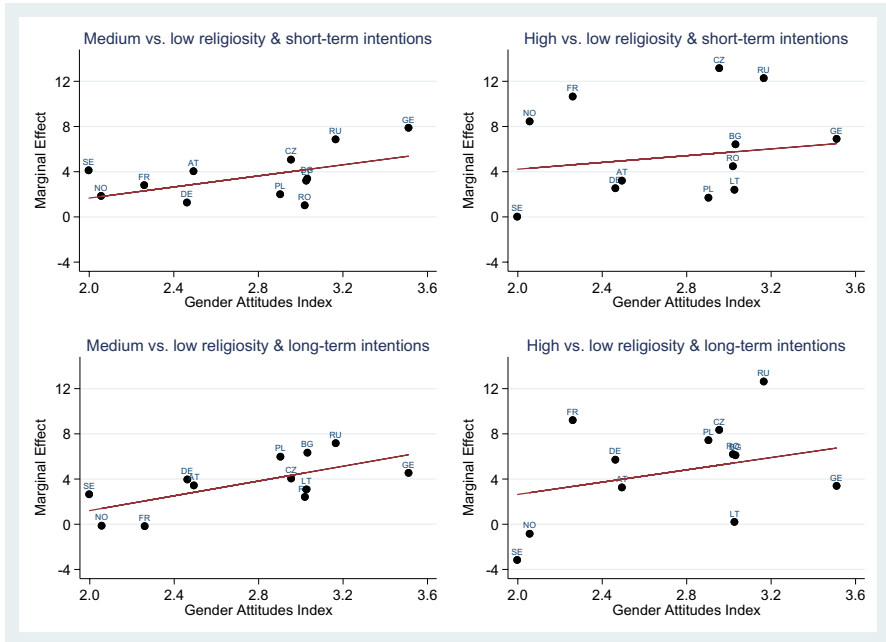 Medium vs. low religiosity & short-term intentions
Marginal Effect
12
8
4
0
-4
SE
NO
FR
AT
DE
CZ
PL
BG
RO
RU
GE
2.0 2.4 2.8 3.2 3.6
Gender Attitudes Index
High vs. low religiosity & short-term intentions
Marginal Effect
12
8
4
0
-4
SE
NO
FR
DE
AT
CZ
PL
BG
RO
LT
RU
GE
2.0 2.4 2.8 3.2 3.6
Gender Attitudes Index
Medium vs. low religiosity & long-term intentions
Marginal Effect
12
8
4
0
-4
SE
NO
FR
DE
AT
PL
CZ
BG
LT
RU
GE
2.0 2.4 2.8 3.2 3.6
Gender Attitudes Index
High vs. low religiosity & long-term intentions
Marginal Effect
12
8
4
0
-4
SE
NO
FR
DE
AT
PL
CZ
RO
BG
LT
RU
GE
2.0 2.4 2.8 3.2 3.6
Gender Attitudes Index